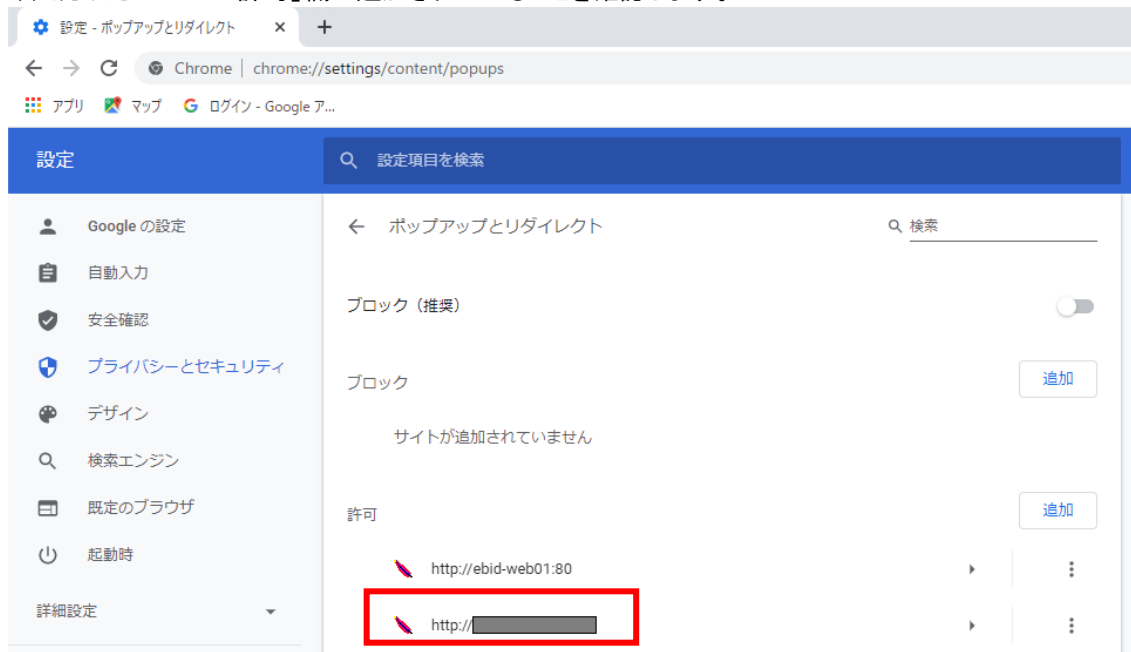 設定 - ポップアップとリダイレクト × +
Chrome | chrome://settings/content/popups
アプリ マップ G ログイン - Google ア...
設定
設定項目を検索
Google の設定
自動入力
安全確認
プライバシーとセキュリティ
デザイン
検索エンジン
既定のブラウザ
起動時
詳細設定
ポップアップとリダイレクト
検索
ブロック（推奨）
ブロック
追加
サイトが追加されていません
許可
追加
http://ebid-web01:80
http://